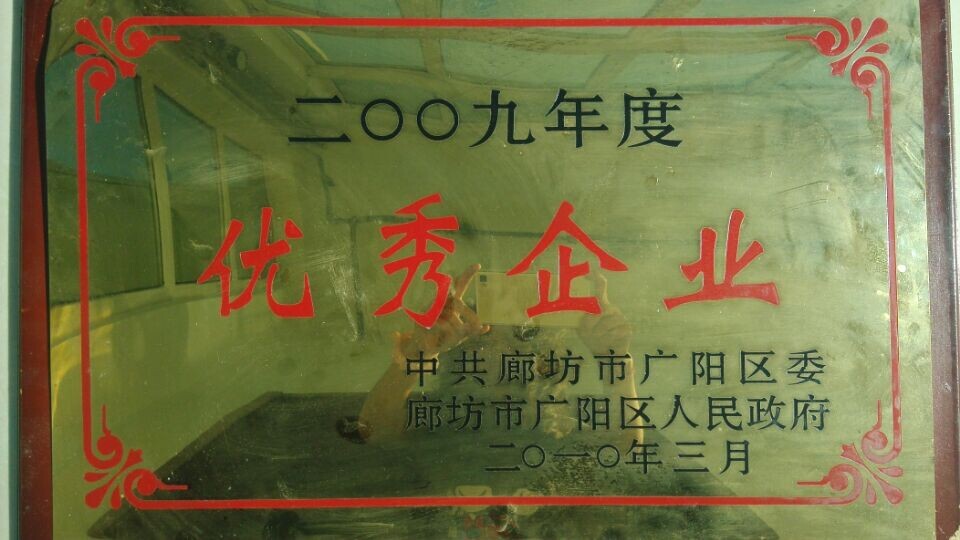 二〇〇九年度
优秀企业
中共廊坊市广阳区委
廊坊市广阳区人民政府
二〇一〇年三月